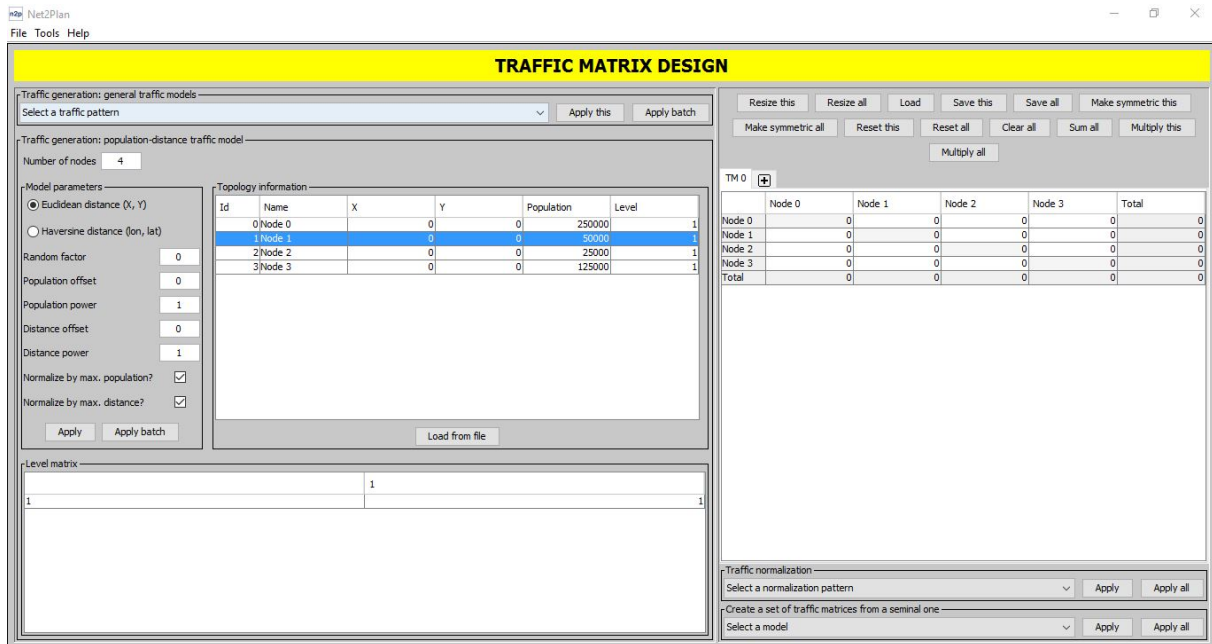 n2p Net2Plan
File Tools Help
TRAFFIC MATRIX DESIGN
Traffic generation: general traffic models
Select a traffic pattern
Apply this
Apply batch
Traffic generation: population-distance traffic model
Number of nodes 4
Model parameters
Euclidean distance (X, Y)
Haversine distance (lon, lat)
Random factor 0
Population offset 0
Population power 1
Distance offset 0
Distance power 1
Normalize by max. population?
Normalize by max. distance?
Apply
Apply batch
Topology information
Id Name X Y Population Level
0 Node 0 0 0 250000 1
1 Node 1 0 0 50000 1
2 Node 2 0 0 25000 1
3 Node 3 0 0 125000 1
Load from file
Level matrix
1
1 1
Resize this Resize all Load Save this Save all Make symmetric this
Make symmetric all Reset this Reset all Clear all Sum all Multiply this
Multiply all
TM 0
Node 0 Node 1 Node 2 Node 3 Total
Node 0 0 0 0 0 0
Node 1 0 0 0 0 0
Node 2 0 0 0 0 0
Node 3 0 0 0 0 0
Total 0 0 0 0 0
Traffic normalization
Select a normalization pattern
Apply
Apply all
Create a set of traffic matrices from a seminal one
Select a model
Apply
Apply all